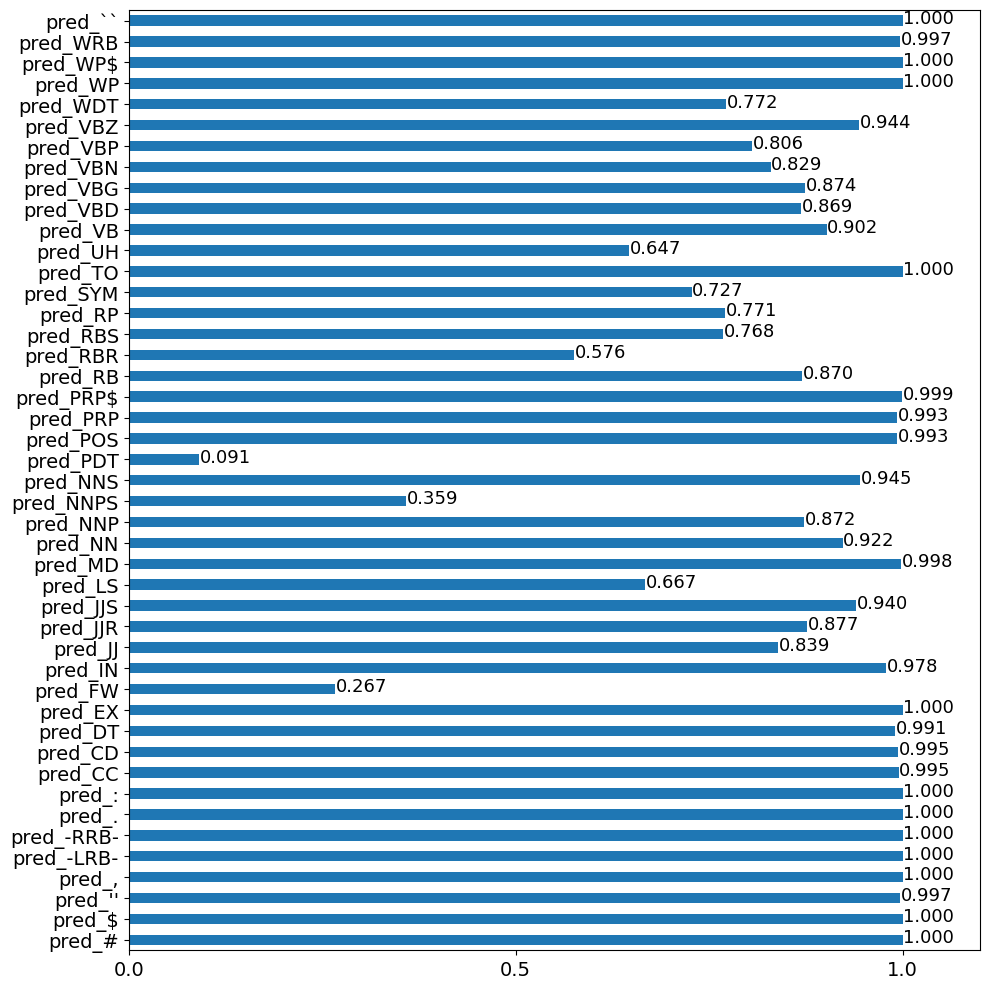 pred_`` 1.000
pred_WRB 0.997
pred_WP$ 1.000
pred_WP 1.000
pred_WDT 0.772
pred_VBZ 0.944
pred_VBP 0.806
pred_VBN 0.829
pred_VBG 0.874
pred_VBD 0.869
pred_VB 0.902
pred_UH 0.647
pred_TO 1.000
pred_SYM 0.727
pred_RP 0.771
pred_RBS 0.768
pred_RBR 0.576
pred_RB 0.870
pred_PRP$ 0.999
pred_PRP 0.993
pred_POS 0.993
pred_PDT 0.091
pred_NNS 0.945
pred_NNPS 0.359
pred_NNP 0.872
pred_NN 0.922
pred_MD 0.998
pred_LS 0.667
pred_JJS 0.940
pred_JJR 0.877
pred_JJ 0.839
pred_IN 0.978
pred_FW 0.267
pred_EX 1.000
pred_DT 0.991
pred_CD 0.995
pred_CC 0.995
pred_: 1.000
pred_. 1.000
pred_-RRB- 1.000
pred_-LRB- 1.000
pred_, 1.000
pred_'' 0.997
pred_$ 1.000
pred_# 1.000
0.0 0.5 1.0